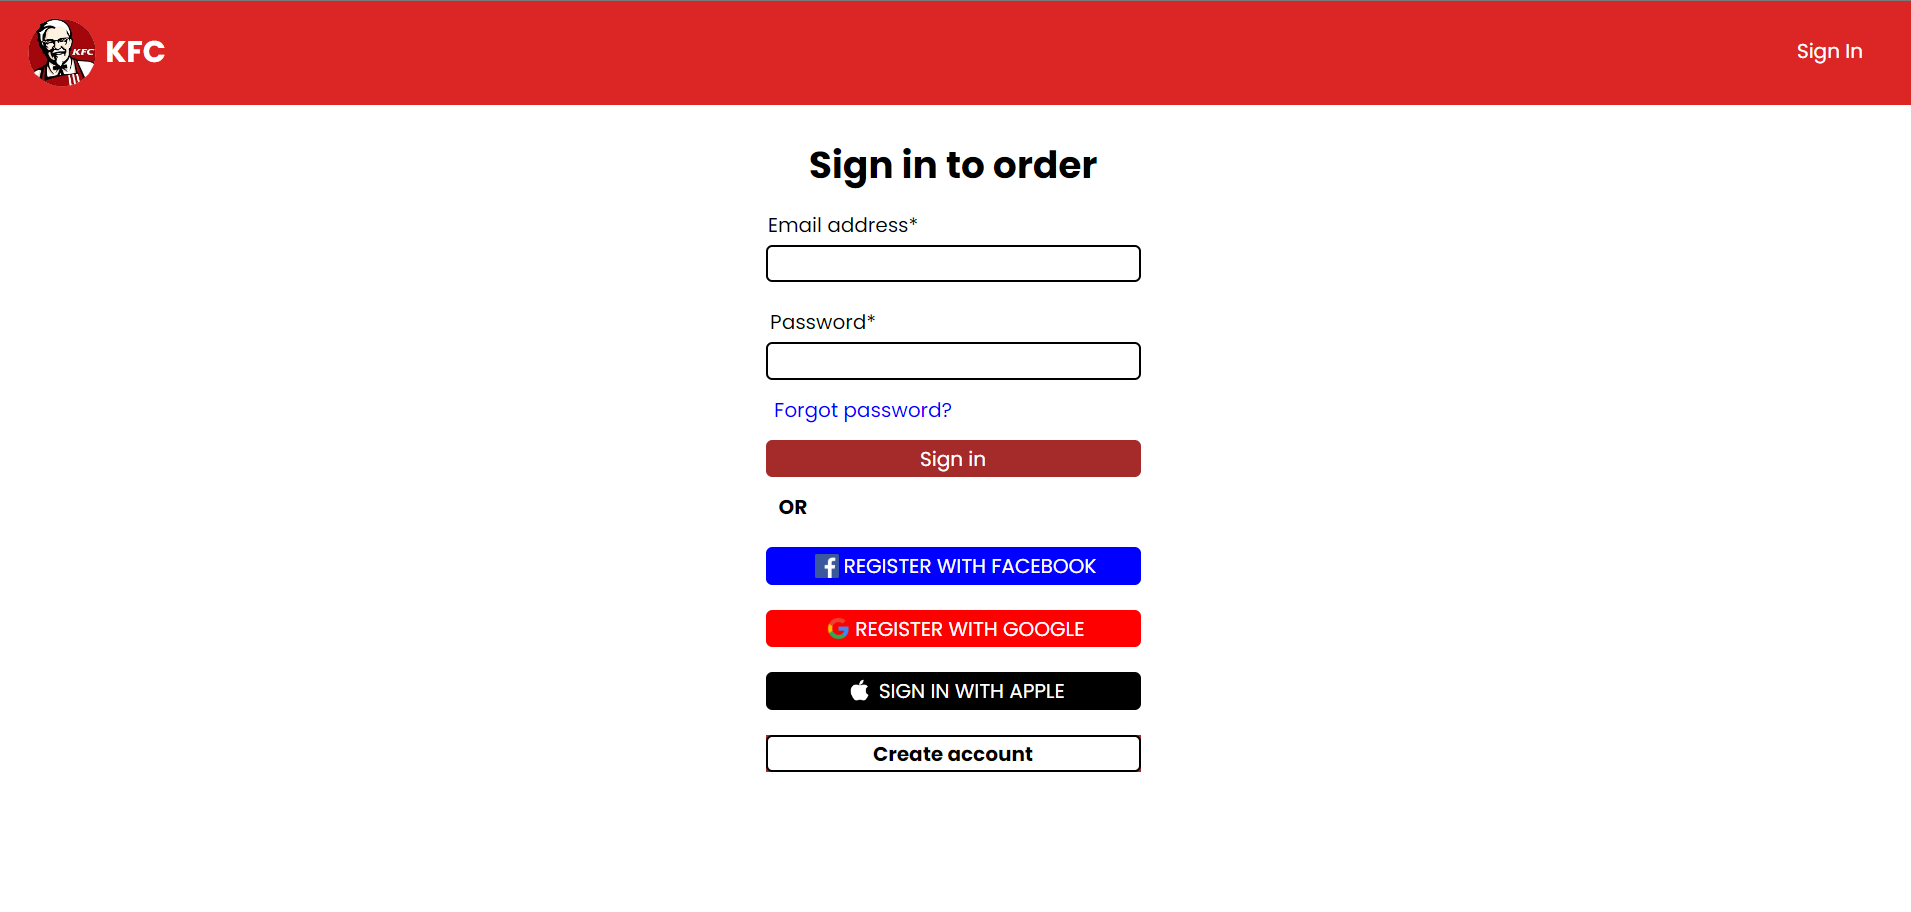 KFC KFC
Sign In
Sign in to order
Email address*
Password*
Forgot password?
Sign in
OR
REGISTER WITH FACEBOOK
REGISTER WITH GOOGLE
SIGN IN WITH APPLE
Create account